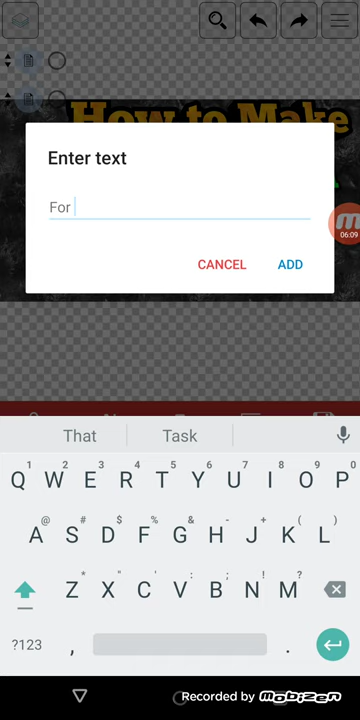 How to Make
Enter text
For
06:09
CANCEL ADD
That Task
1 2 3 4 5 6 7 8 9 0
Q W E R T Y U I O P
@ # $ % & - + ( )
A S D F G H J K L
* " ' : ; ! ?
Z X C V B N M
?123 , .
Recorded by mobizen